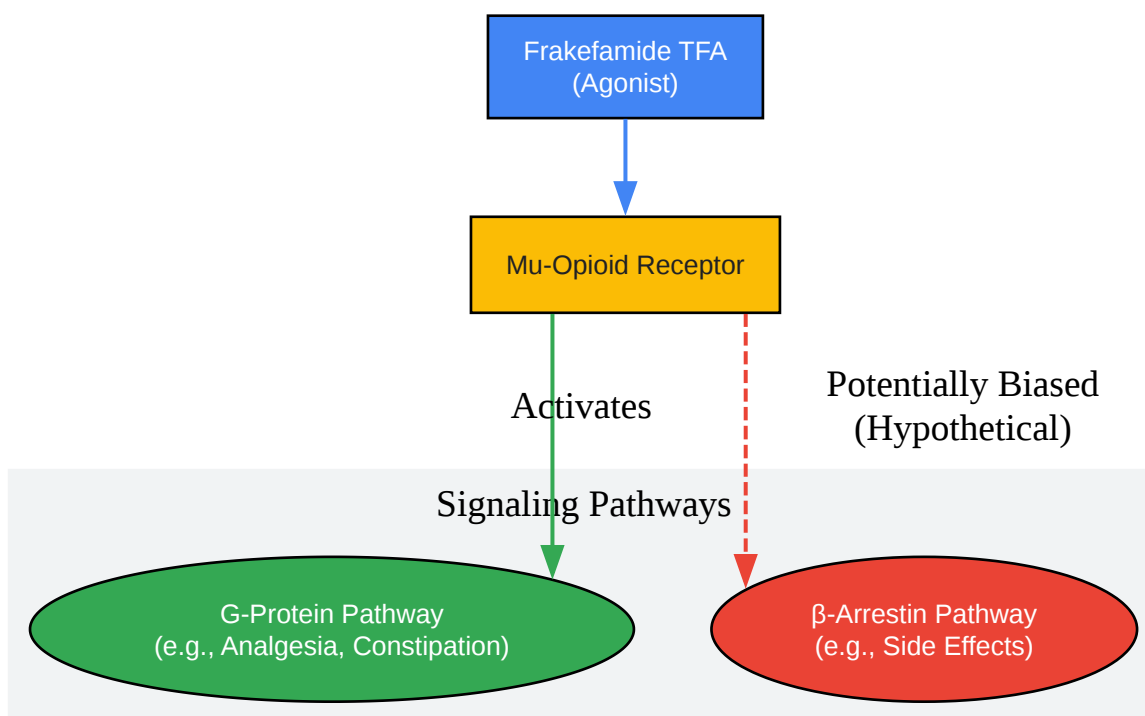 Frakefamide TFA
(Agonist)
Mu-Opioid Receptor
Activates
Potentially Biased
(Hypothetical)
Signaling Pathways
G-Protein Pathway
(e.g., Analgesia, Constipation)
β-Arrestin Pathway
(e.g., Side Effects)